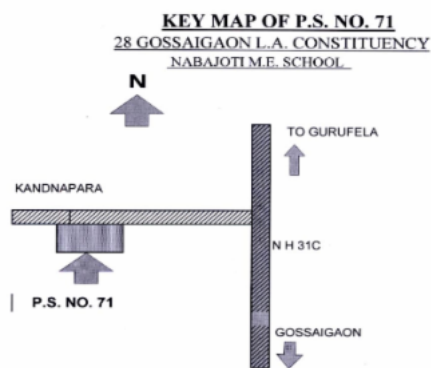 KEY MAP OF P.S. NO. 71
28 GOSSAIGAON L.A. CONSTITUENCY
NABAJOTI M.E. SCHOOL
N
TO GURUFELA
KANDNAPARA
N H 31C
P.S. NO. 71
GOSSAIGAON